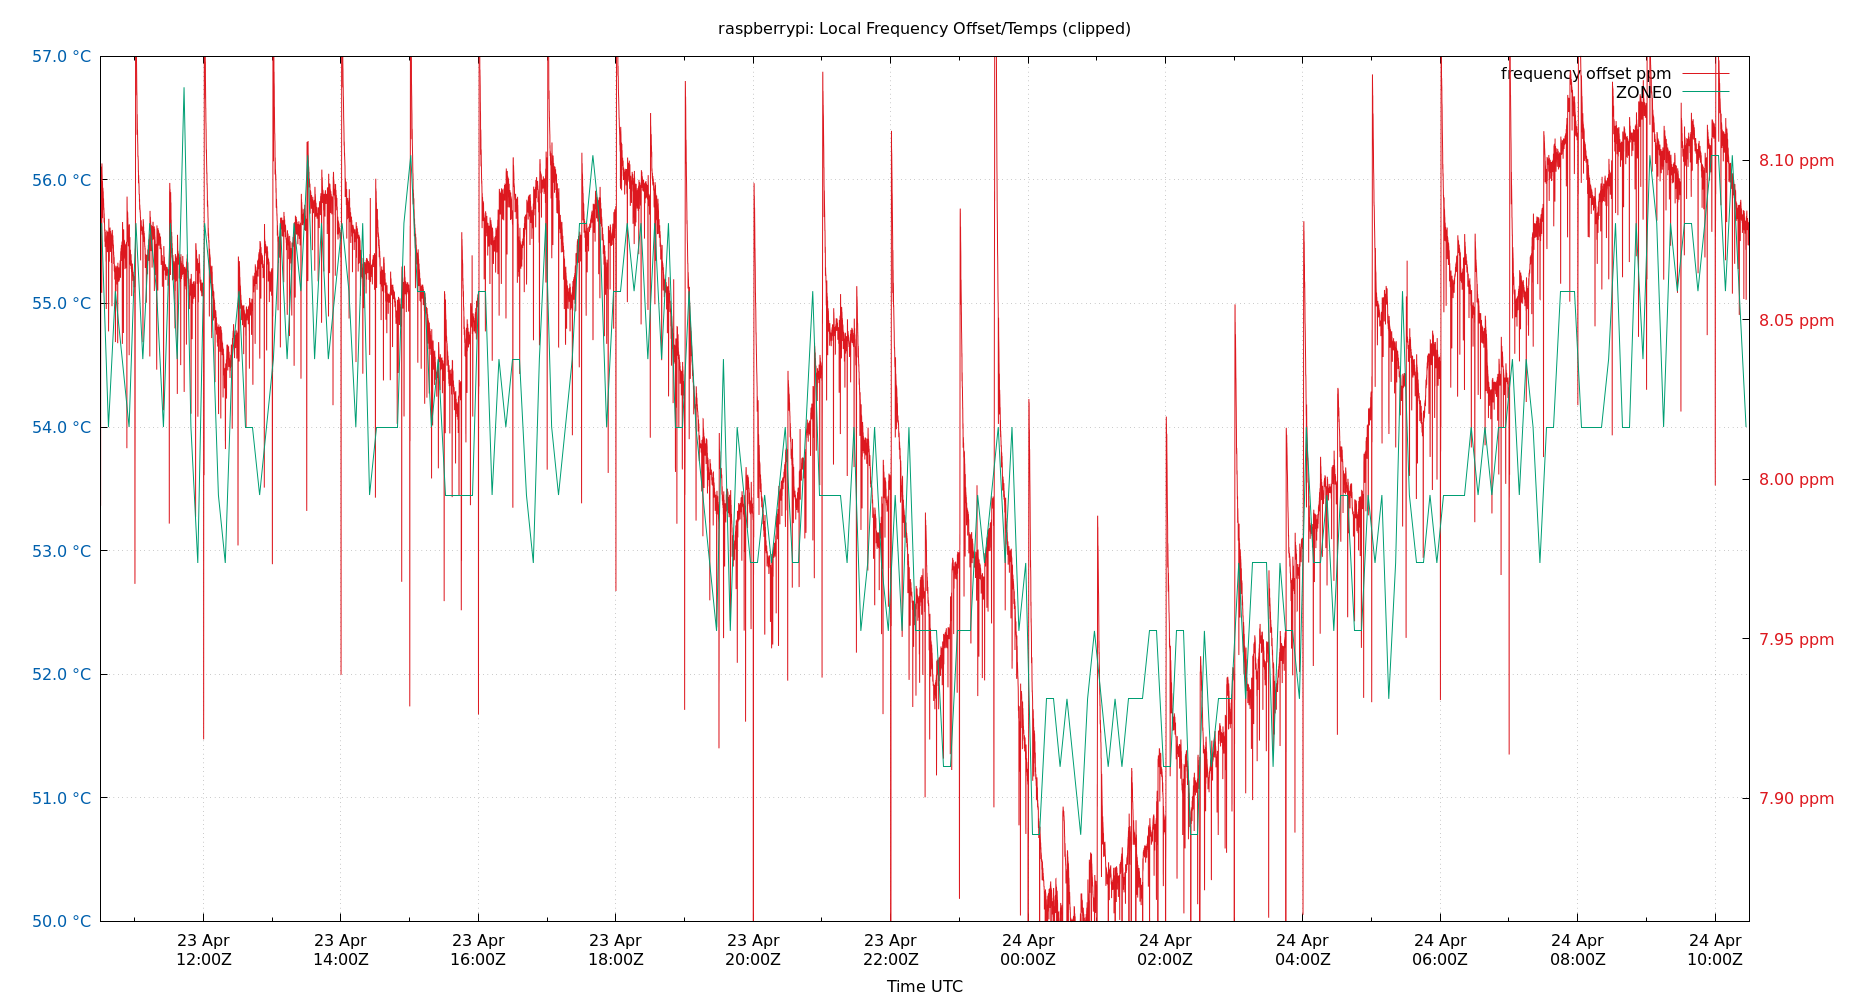 raspberrypi: Local Frequency Offset/Temps (clipped)
frequency offset ppm
ZONE0
57.0 °C
56.0 °C
55.0 °C
54.0 °C
53.0 °C
52.0 °C
51.0 °C
50.0 °C
8.10 ppm
8.05 ppm
8.00 ppm
7.95 ppm
7.90 ppm
23 Apr
12:00Z
23 Apr
14:00Z
23 Apr
16:00Z
23 Apr
18:00Z
23 Apr
20:00Z
23 Apr
22:00Z
24 Apr
00:00Z
24 Apr
02:00Z
24 Apr
04:00Z
24 Apr
06:00Z
24 Apr
08:00Z
24 Apr
10:00Z
Time UTC